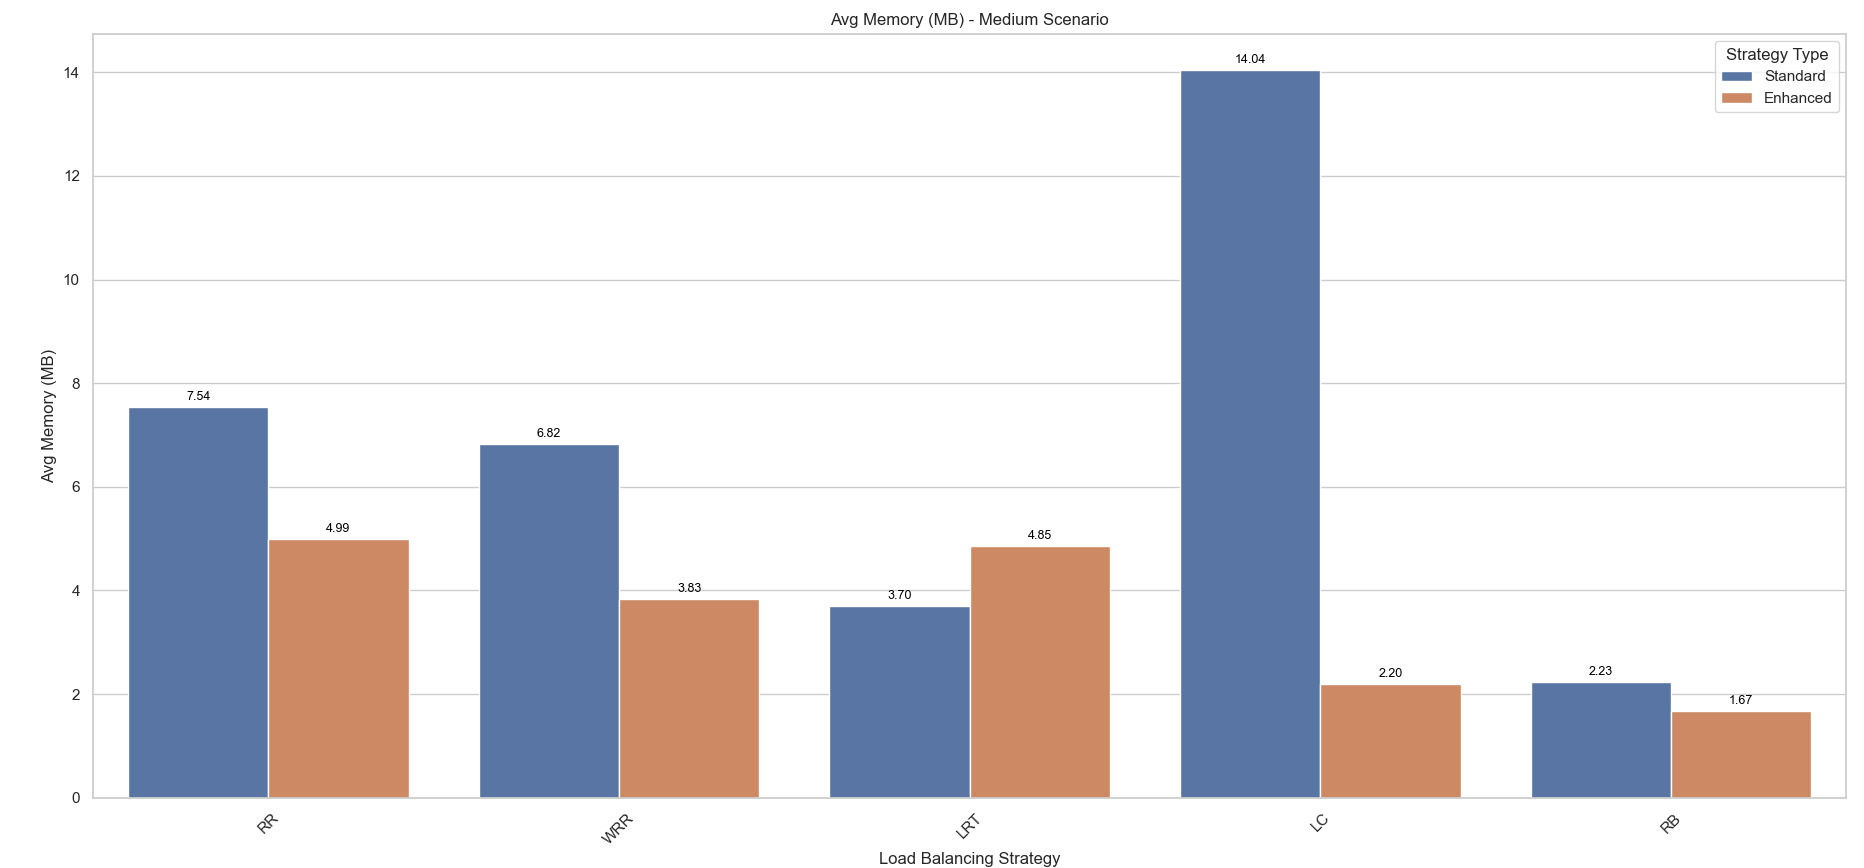 Avg Memory (MB) - Medium Scenario
Strategy Type
Standard
Enhanced
Avg Memory (MB)
14
12
10
8
6
4
2
0
7.54
4.99
6.82
3.83
3.70
4.85
14.04
2.20
2.23
1.67
RR
WRR
LRT
LC
RB
Load Balancing Strategy